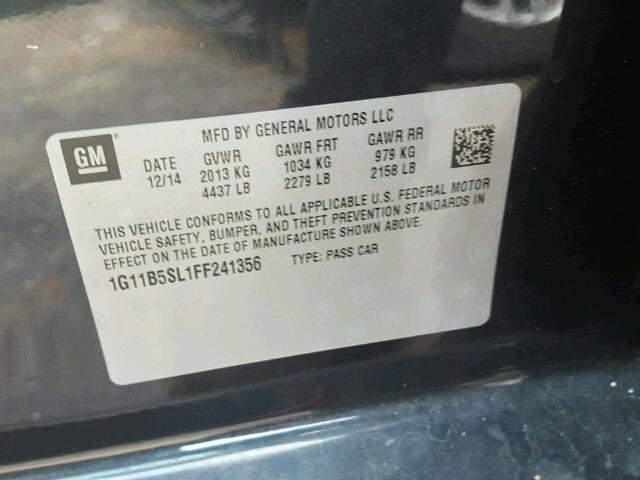 GM
MFD BY GENERAL MOTORS LLC
DATE GVWR GAWR FRT GAWR RR
12/14 2013 KG 1034 KG 979 KG
4437 LB 2279 LB 2158 LB
THIS VEHICLE CONFORMS TO ALL APPLICABLE U.S. FEDERAL MOTOR
VEHICLE SAFETY, BUMPER, AND THEFT PREVENTION STANDARDS IN
EFFECT ON THE DATE OF MANUFACTURE SHOWN ABOVE.
1G11B5SL1FF241356 TYPE: PASS CAR